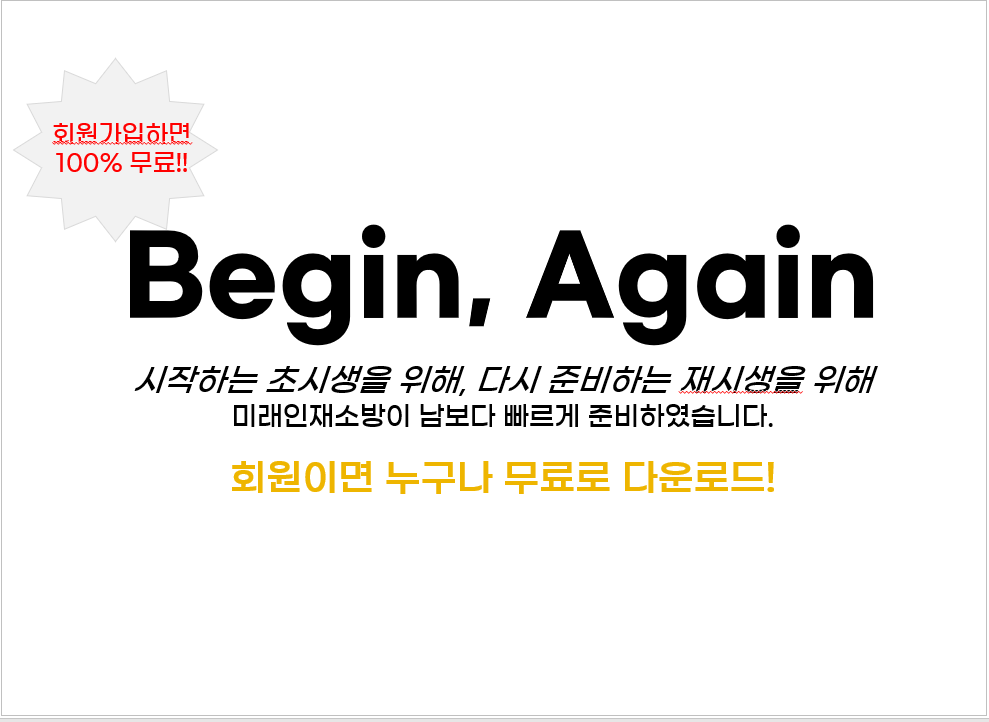 회원가입하면
100% 무료!!
Begin, Again
시작하는 초시생을 위해, 다시 준비하는 재시생을 위해
미래인재소방이 남보다 빠르게 준비하였습니다.
회원이면 누구나 무료로 다운로드!